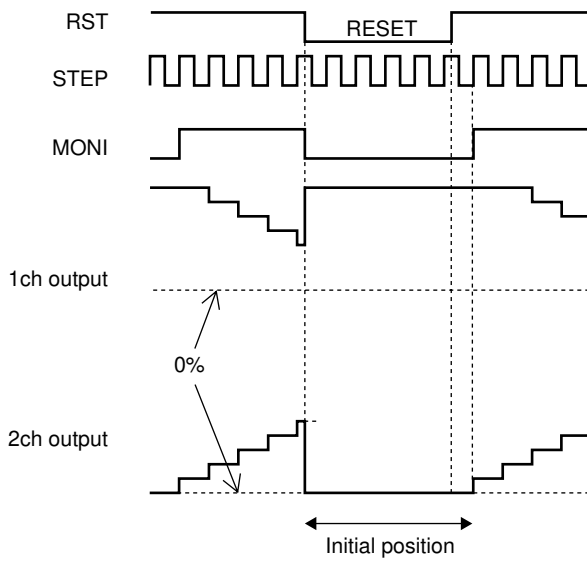 RST
RESET
STEP
MONI
1ch output
0%
2ch output
Initial position